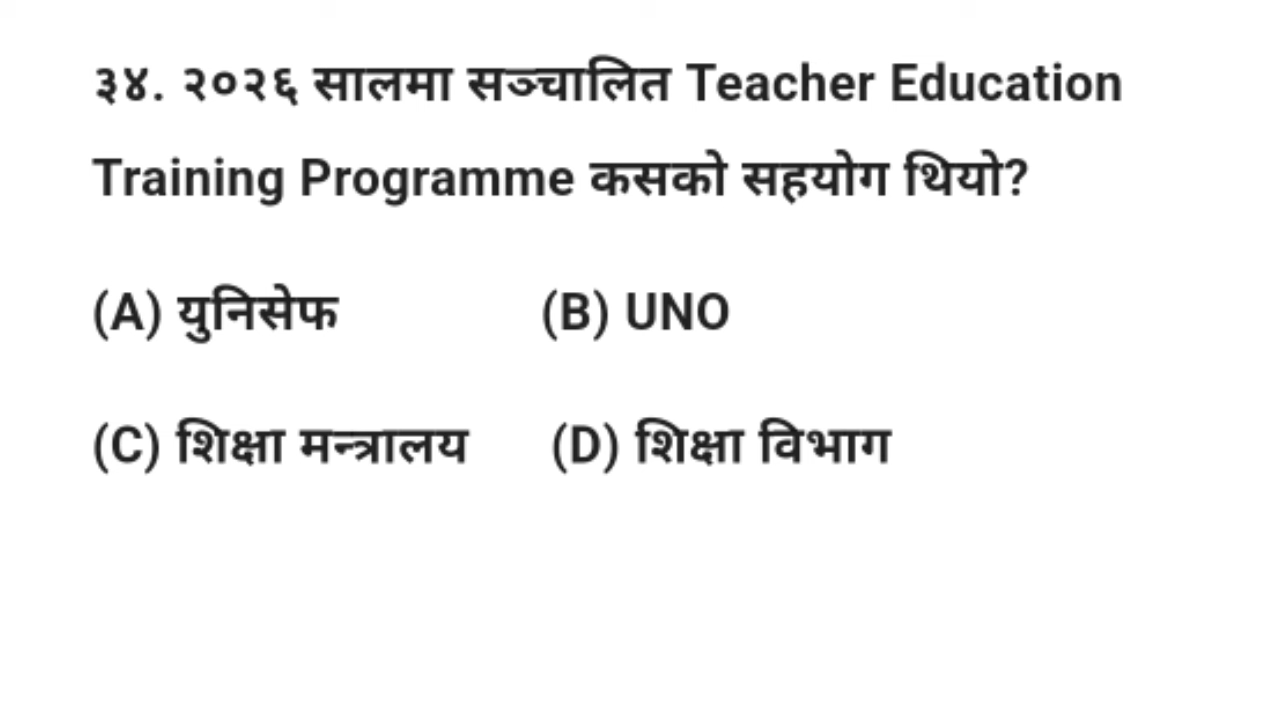 ३४. २०२६ सालमा सञ्चालित Teacher Education
Training Programme कसको सहयोग थियो?
(A) युनिसेफ (B) UNO
(C) शिक्षा मन्त्रालय (D) शिक्षा विभाग